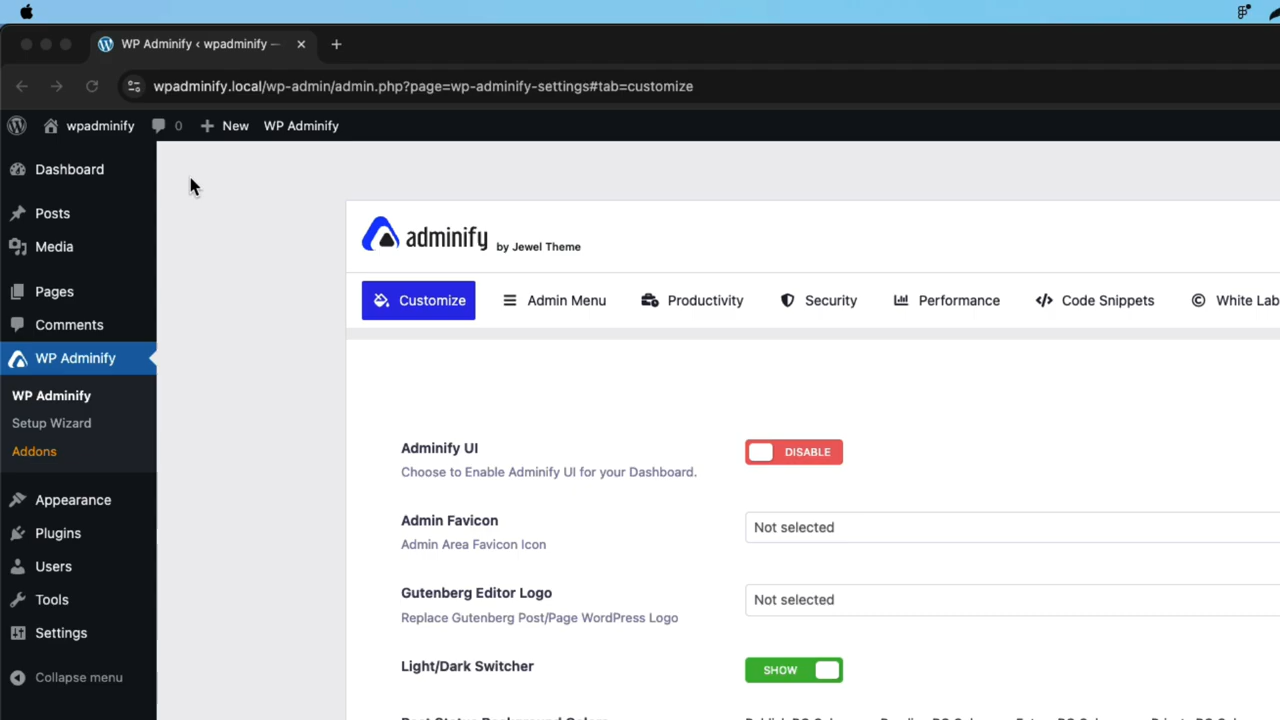 WP Adminify ‹ wpadminify —
wpadminify.local/wp-admin/admin.php?page=wp-adminify-settings#tab=customize
wpadminify 0 New WP Adminify
Dashboard
Posts
Media
Pages
Comments
WP Adminify
WP Adminify
Setup Wizard
Addons
Appearance
Plugins
Users
Tools
Settings
Collapse menu
adminify by Jewel Theme
Customize Admin Menu Productivity Security Performance Code Snippets White Lab
Adminify UI
DISABLE
Choose to Enable Adminify UI for your Dashboard.
Admin Favicon
Not selected
Admin Area Favicon Icon
Gutenberg Editor Logo
Not selected
Replace Gutenberg Post/Page WordPress Logo
Light/Dark Switcher
SHOW